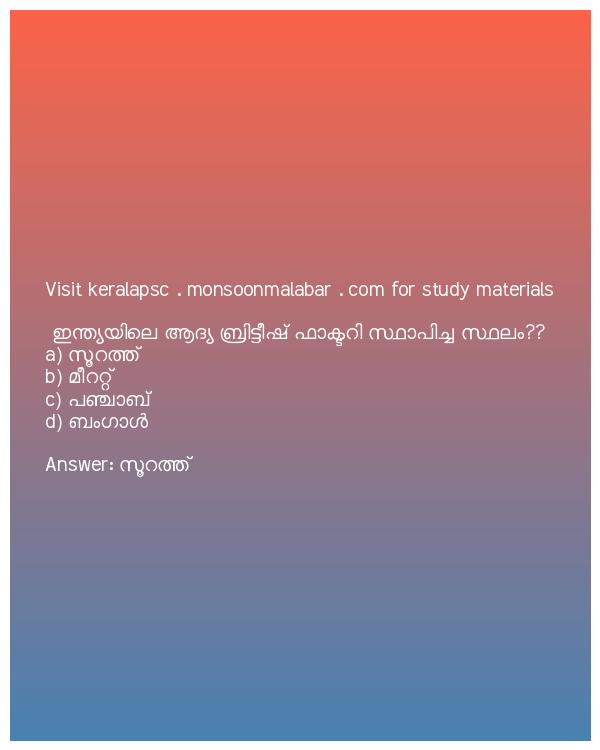 Visit keralapsc . monsoonmalabar . com for study materials
ഇന്ത്യയിലെ ആദ്യ ബ്രിട്ടീഷ് ഫാക്ടറി സ്ഥാപിച്ച സ്ഥലം??
a) സൂറത്ത്
b) മീററ്റ്
c) പഞ്ചാബ്
d) ബംഗാൾ
Answer: സൂറത്ത്